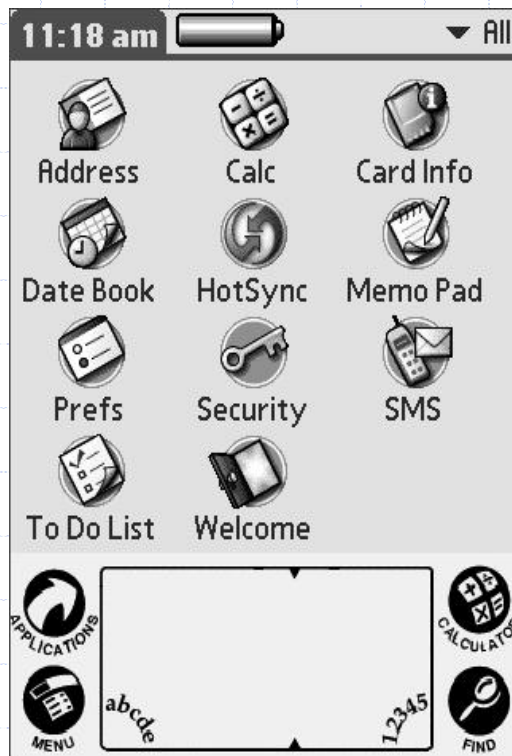 11:18 am All
Address Calc Card Info
Date Book HotSync Memo Pad
Prefs Security SMS
To Do List Welcome
APPLICATIONS CALCULATOR
abcde 12345
MENU FIND